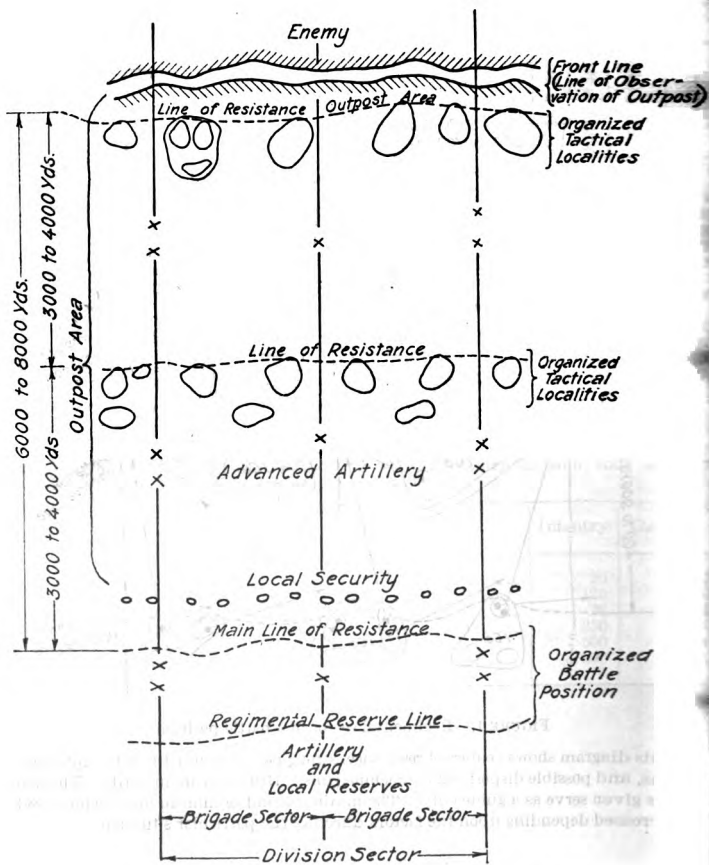 Enemy
Front Line
(Line of Obser-
vation of Outpost)
Line of Resistance Outpost Area
Organized
Tactical
Localities
6000 to 8000 Yds.
3000 to 4000 Yds.
Outpost Area
x
x
x
x
x
Line of Resistance
Organized
Tactical
Localities
3000 to 4000 Yds
x
x
x
x
x
Advanced Artillery
Local Security
Main Line of Resistance
x
x
x
x
x
Organized
Battle
Position
Regimental Reserve Line
Artillery
and
Local Reserves
Brigade Sector Brigade Sector
Division Sector